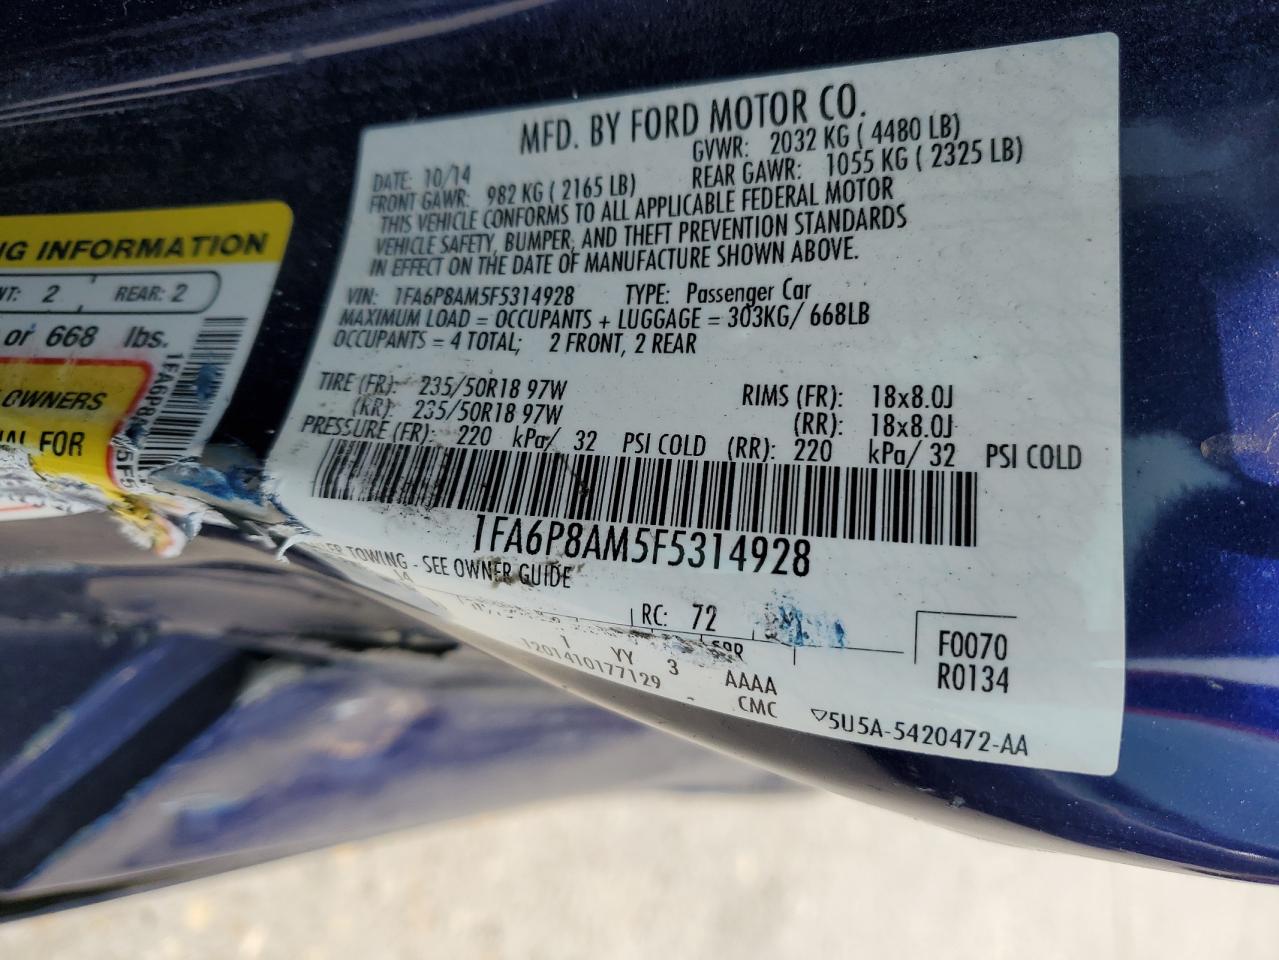 MFD. BY FORD MOTOR CO.
DATE: 10/14 GVWR: 2032 KG ( 4480 LB)
FRONT GAWR: 982 KG ( 2165 LB) REAR GAWR: 1055 KG ( 2325 LB)
THIS VEHICLE CONFORMS TO ALL APPLICABLE FEDERAL MOTOR
VEHICLE SAFETY, BUMPER, AND THEFT PREVENTION STANDARDS
IN EFFECT ON THE DATE OF MANUFACTURE SHOWN ABOVE.
VIN: 1FA6P8AM5F5314928 TYPE: Passenger Car
MAXIMUM LOAD = OCCUPANTS + LUGGAGE = 303KG/ 668LB
OCCUPANTS = 4 TOTAL; 2 FRONT, 2 REAR
TIRE (FR): 235/50R18 97W RIMS (FR): 18x8.0J
(RR): 235/50R18 97W (RR): 18x8.0J
PRESSURE (FR): 220 kPa/ 32 PSI COLD (RR): 220 kPa/ 32 PSI COLD
1FA6P8AM5F5314928
TOWING - SEE OWNER GUIDE
RC: 72
1 YY 3 AAAA
1201410177129 - CMC
F0070
R0134
5U5A-5420472-AA
NG INFORMATION
NT: 2 REAR: 2
or 668 lbs.
OWNERS
FOR